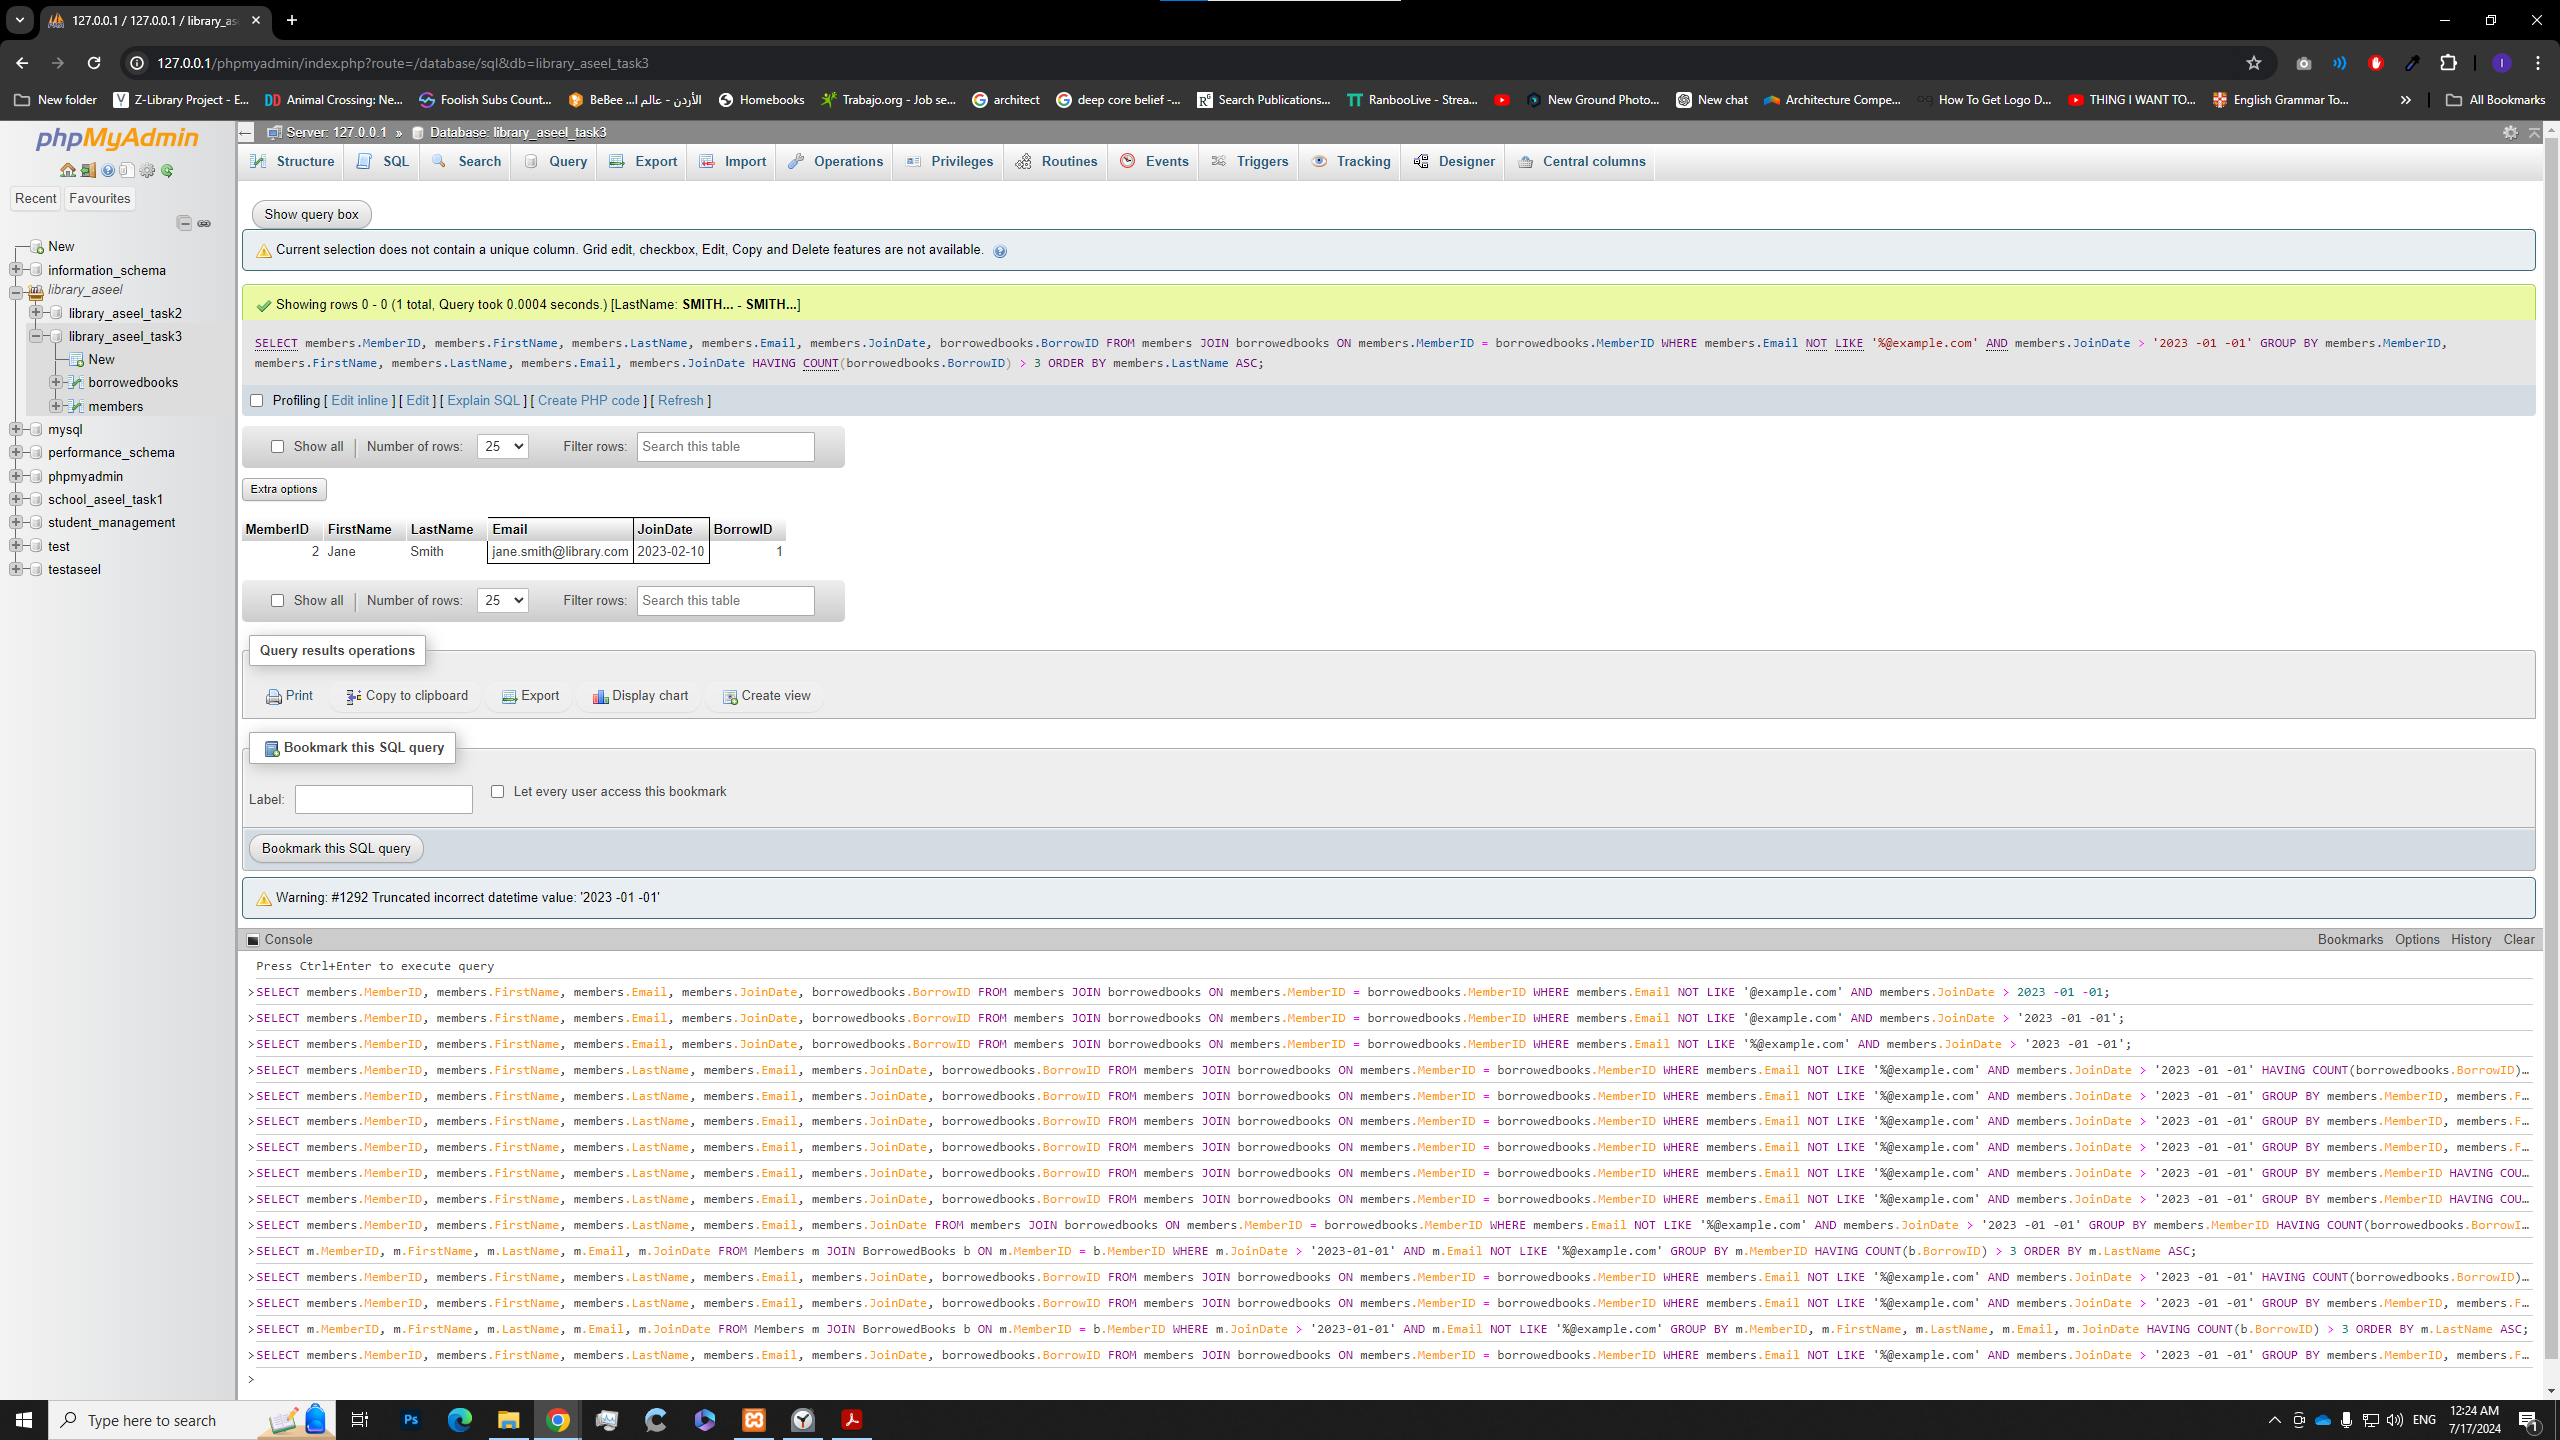 127.0.0.1 / 127.0.0.1 / library_as
127.0.0.1/phpmyadmin/index.php?route=/database/sql&db=library_aseel_task3
New folder
Z-Library Project - E...
Animal Crossing: Ne...
Foolish Subs Count...
BeBee ... الأردن - عالم ا
Homebooks
Trabajo.org - Job se...
architect
deep core belief -...
Search Publications...
RanbooLive - Strea...
New Ground Photo...
New chat
Architecture Compe...
How To Get Logo D...
THING I WANT TO...
English Grammar To...
All Bookmarks
phpMyAdmin
Recent
Favourites
New
information_schema
library_aseel
library_aseel_task2
library_aseel_task3
New
borrowedbooks
members
mysql
performance_schema
phpmyadmin
school_aseel_task1
student_management
test
testaseel
Server: 127.0.0.1 » Database: library_aseel_task3
Structure
SQL
Search
Query
Export
Import
Operations
Privileges
Routines
Events
Triggers
Tracking
Designer
Central columns
Show query box
Current selection does not contain a unique column. Grid edit, checkbox, Edit, Copy and Delete features are not available.
Showing rows 0 - 0 (1 total, Query took 0.0004 seconds.) [LastName: SMITH... - SMITH...]
SELECT members.MemberID, members.FirstName, members.LastName, members.Email, members.JoinDate, borrowedbooks.BorrowID FROM members JOIN borrowedbooks ON members.MemberID = borrowedbooks.MemberID WHERE members.Email NOT LIKE '%@example.com' AND members.JoinDate > '2023 -01 -01' GROUP BY members.MemberID,
members.FirstName, members.LastName, members.Email, members.JoinDate HAVING COUNT(borrowedbooks.BorrowID) > 3 ORDER BY members.LastName ASC;
Profiling [ Edit inline ] [ Edit ] [ Explain SQL ] [ Create PHP code ] [ Refresh ]
Show all
Number of rows:
25
Filter rows:
Search this table
Extra options
MemberID FirstName LastName Email JoinDate BorrowID
2 Jane Smith jane.smith@library.com 2023-02-10 1
Show all
Number of rows:
25
Filter rows:
Search this table
Query results operations
Print
Copy to clipboard
Export
Display chart
Create view
Bookmark this SQL query
Label:
Let every user access this bookmark
Bookmark this SQL query
Warning: #1292 Truncated incorrect datetime value: '2023 -01 -01'
Console
Bookmarks Options History Clear
Press Ctrl+Enter to execute query
>SELECT members.MemberID, members.FirstName, members.Email, members.JoinDate, borrowedbooks.BorrowID FROM members JOIN borrowedbooks ON members.MemberID = borrowedbooks.MemberID WHERE members.Email NOT LIKE '@example.com' AND members.JoinDate > 2023 -01 -01;
>SELECT members.MemberID, members.FirstName, members.Email, members.JoinDate, borrowedbooks.BorrowID FROM members JOIN borrowedbooks ON members.MemberID = borrowedbooks.MemberID WHERE members.Email NOT LIKE '@example.com' AND members.JoinDate > '2023 -01 -01';
>SELECT members.MemberID, members.FirstName, members.Email, members.JoinDate, borrowedbooks.BorrowID FROM members JOIN borrowedbooks ON members.MemberID = borrowedbooks.MemberID WHERE members.Email NOT LIKE '%@example.com' AND members.JoinDate > '2023 -01 -01';
>SELECT members.MemberID, members.FirstName, members.LastName, members.Email, members.JoinDate, borrowedbooks.BorrowID FROM members JOIN borrowedbooks ON members.MemberID = borrowedbooks.MemberID WHERE members.Email NOT LIKE '%@example.com' AND members.JoinDate > '2023 -01 -01' HAVING COUNT(borrowedbooks.BorrowID)...
>SELECT members.MemberID, members.FirstName, members.LastName, members.Email, members.JoinDate, borrowedbooks.BorrowID FROM members JOIN borrowedbooks ON members.MemberID = borrowedbooks.MemberID WHERE members.Email NOT LIKE '%@example.com' AND members.JoinDate > '2023 -01 -01' GROUP BY members.MemberID, members.F...
>SELECT members.MemberID, members.FirstName, members.LastName, members.Email, members.JoinDate, borrowedbooks.BorrowID FROM members JOIN borrowedbooks ON members.MemberID = borrowedbooks.MemberID WHERE members.Email NOT LIKE '%@example.com' AND members.JoinDate > '2023 -01 -01' GROUP BY members.MemberID, members.F...
>SELECT members.MemberID, members.FirstName, members.LastName, members.Email, members.JoinDate, borrowedbooks.BorrowID FROM members JOIN borrowedbooks ON members.MemberID = borrowedbooks.MemberID WHERE members.Email NOT LIKE '%@example.com' AND members.JoinDate > '2023 -01 -01' GROUP BY members.MemberID, members.F...
>SELECT members.MemberID, members.FirstName, members.LastName, members.Email, members.JoinDate, borrowedbooks.BorrowID FROM members JOIN borrowedbooks ON members.MemberID = borrowedbooks.MemberID WHERE members.Email NOT LIKE '%@example.com' AND members.JoinDate > '2023 -01 -01' GROUP BY members.MemberID HAVING COU...
>SELECT members.MemberID, members.FirstName, members.LastName, members.Email, members.JoinDate, borrowedbooks.BorrowID FROM members JOIN borrowedbooks ON members.MemberID = borrowedbooks.MemberID WHERE members.Email NOT LIKE '%@example.com' AND members.JoinDate > '2023 -01 -01' GROUP BY members.MemberID HAVING COU...
>SELECT members.MemberID, members.FirstName, members.LastName, members.Email, members.JoinDate FROM members JOIN borrowedbooks ON members.MemberID = borrowedbooks.MemberID WHERE members.Email NOT LIKE '%@example.com' AND members.JoinDate > '2023 -01 -01' GROUP BY members.MemberID HAVING COUNT(borrowedbooks.BorrowI...
>SELECT m.MemberID, m.FirstName, m.LastName, m.Email, m.JoinDate FROM Members m JOIN BorrowedBooks b ON m.MemberID = b.MemberID WHERE m.JoinDate > '2023-01-01' AND m.Email NOT LIKE '%@example.com' GROUP BY m.MemberID HAVING COUNT(b.BorrowID) > 3 ORDER BY m.LastName ASC;
>SELECT members.MemberID, members.FirstName, members.LastName, members.Email, members.JoinDate, borrowedbooks.BorrowID FROM members JOIN borrowedbooks ON members.MemberID = borrowedbooks.MemberID WHERE members.Email NOT LIKE '%@example.com' AND members.JoinDate > '2023 -01 -01' HAVING COUNT(borrowedbooks.BorrowID)...
>SELECT members.MemberID, members.FirstName, members.LastName, members.Email, members.JoinDate, borrowedbooks.BorrowID FROM members JOIN borrowedbooks ON members.MemberID = borrowedbooks.MemberID WHERE members.Email NOT LIKE '%@example.com' AND members.JoinDate > '2023 -01 -01' GROUP BY members.MemberID, members.F...
>SELECT m.MemberID, m.FirstName, m.LastName, m.Email, m.JoinDate FROM Members m JOIN BorrowedBooks b ON m.MemberID = b.MemberID WHERE m.JoinDate > '2023-01-01' AND m.Email NOT LIKE '%@example.com' GROUP BY m.MemberID, m.FirstName, m.LastName, m.Email, m.JoinDate HAVING COUNT(b.BorrowID) > 3 ORDER BY m.LastName ASC;
>SELECT members.MemberID, members.FirstName, members.LastName, members.Email, members.JoinDate, borrowedbooks.BorrowID FROM members JOIN borrowedbooks ON members.MemberID = borrowedbooks.MemberID WHERE members.Email NOT LIKE '%@example.com' AND members.JoinDate > '2023 -01 -01' GROUP BY members.MemberID, members.F...
>
Type here to search
ENG
12:24 AM
7/17/2024